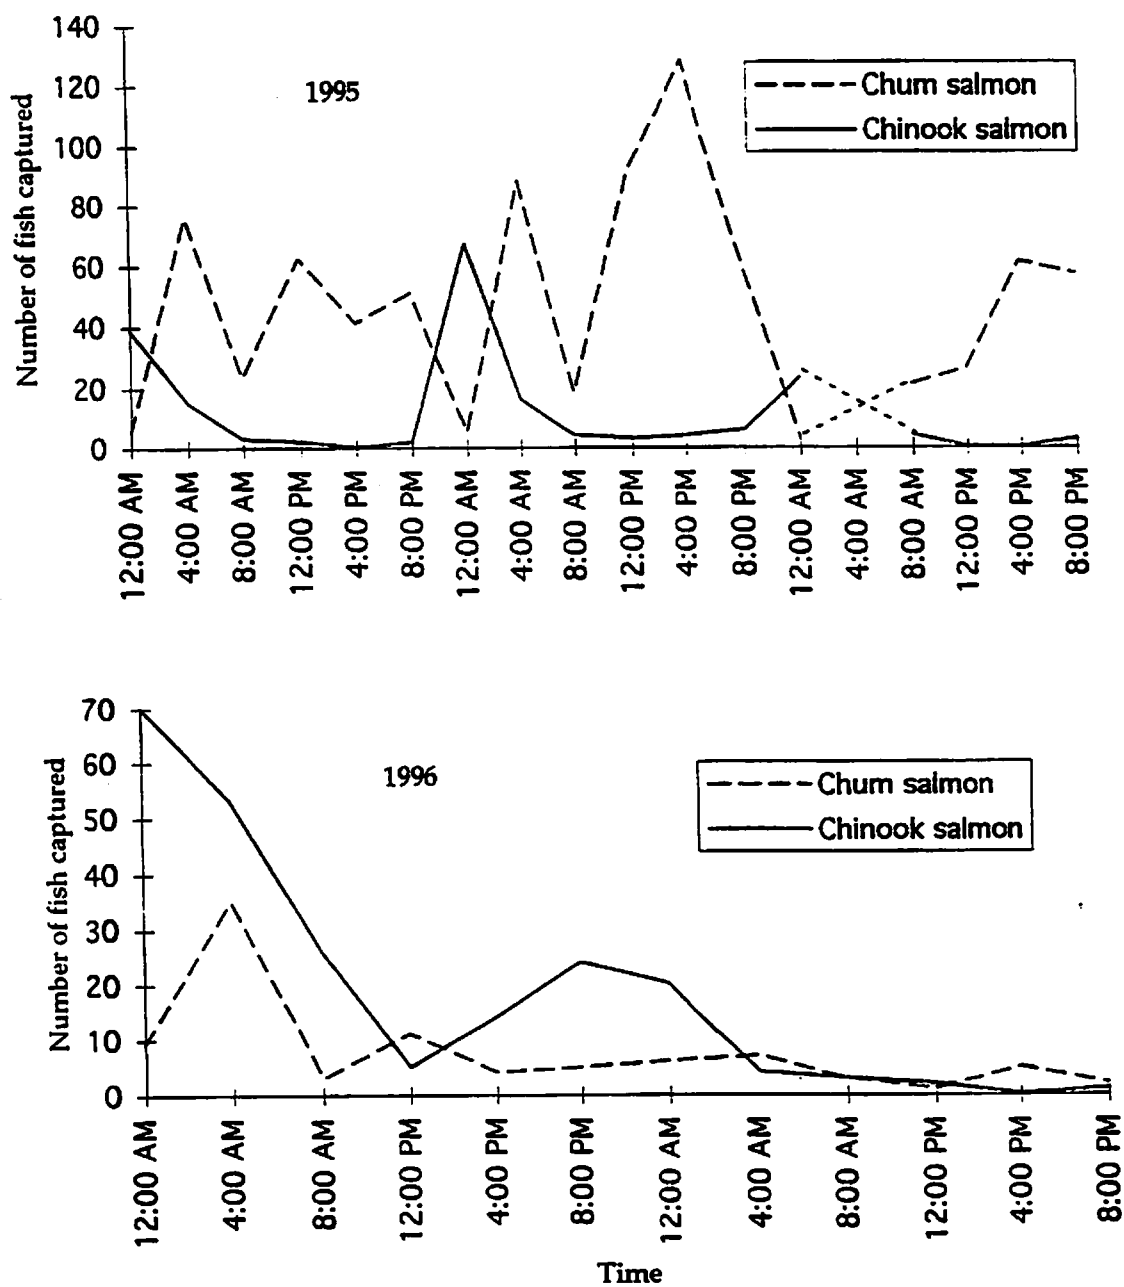 140
120
100
80
60
40
20
0
Number of fish captured
1995
Chum salmon
Chinook salmon
12:00 AM
4:00 AM
8:00 AM
12:00 PM
4:00 PM
8:00 PM
12:00 AM
4:00 AM
8:00 AM
12:00 PM
4:00 PM
8:00 PM
12:00 AM
4:00 AM
8:00 AM
12:00 PM
4:00 PM
8:00 PM
70
60
50
40
30
20
10
0
Number of fish captured
1996
Chum salmon
Chinook salmon
12:00 AM
4:00 AM
8:00 AM
12:00 PM
4:00 PM
8:00 PM
12:00 AM
4:00 AM
8:00 AM
12:00 PM
4:00 PM
8:00 PM
Time